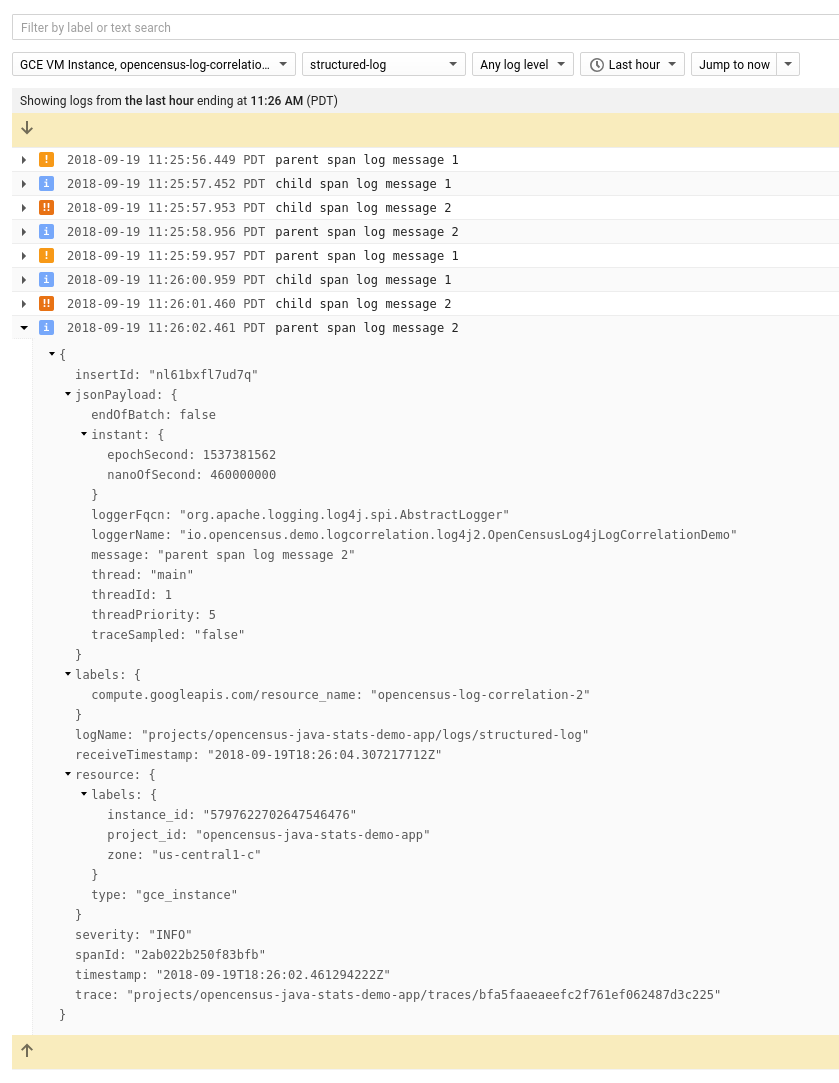 Filter by label or text search
GCE VM Instance, opencensus-log-correlatio... structured-log Any log level Last hour Jump to now
Showing logs from the last hour ending at 11:26 AM (PDT)
! 2018-09-19 11:25:56.449 PDT parent span log message 1
i 2018-09-19 11:25:57.452 PDT child span log message 1
!! 2018-09-19 11:25:57.953 PDT child span log message 2
i 2018-09-19 11:25:58.956 PDT parent span log message 2
! 2018-09-19 11:25:59.957 PDT parent span log message 1
i 2018-09-19 11:26:00.959 PDT child span log message 1
!! 2018-09-19 11:26:01.460 PDT child span log message 2
i 2018-09-19 11:26:02.461 PDT parent span log message 2
{
insertId: "nl61bxfl7ud7q"
jsonPayload: {
endOfBatch: false
instant: {
epochSecond: 1537381562
nanoOfSecond: 460000000
}
loggerFqcn: "org.apache.logging.log4j.spi.AbstractLogger"
loggerName: "io.opencensus.demo.logcorrelation.log4j2.OpenCensusLog4jLogCorrelationDemo"
message: "parent span log message 2"
thread: "main"
threadId: 1
threadPriority: 5
traceSampled: "false"
}
labels: {
compute.googleapis.com/resource_name: "opencensus-log-correlation-2"
}
logName: "projects/opencensus-java-stats-demo-app/logs/structured-log"
receiveTimestamp: "2018-09-19T18:26:04.307217712Z"
resource: {
labels: {
instance_id: "5797622702647546476"
project_id: "opencensus-java-stats-demo-app"
zone: "us-central1-c"
}
type: "gce_instance"
}
severity: "INFO"
spanId: "2ab022b250f83bfb"
timestamp: "2018-09-19T18:26:02.461294222Z"
trace: "projects/opencensus-java-stats-demo-app/traces/bfa5faaeaeefc2f761ef062487d3c225"
}